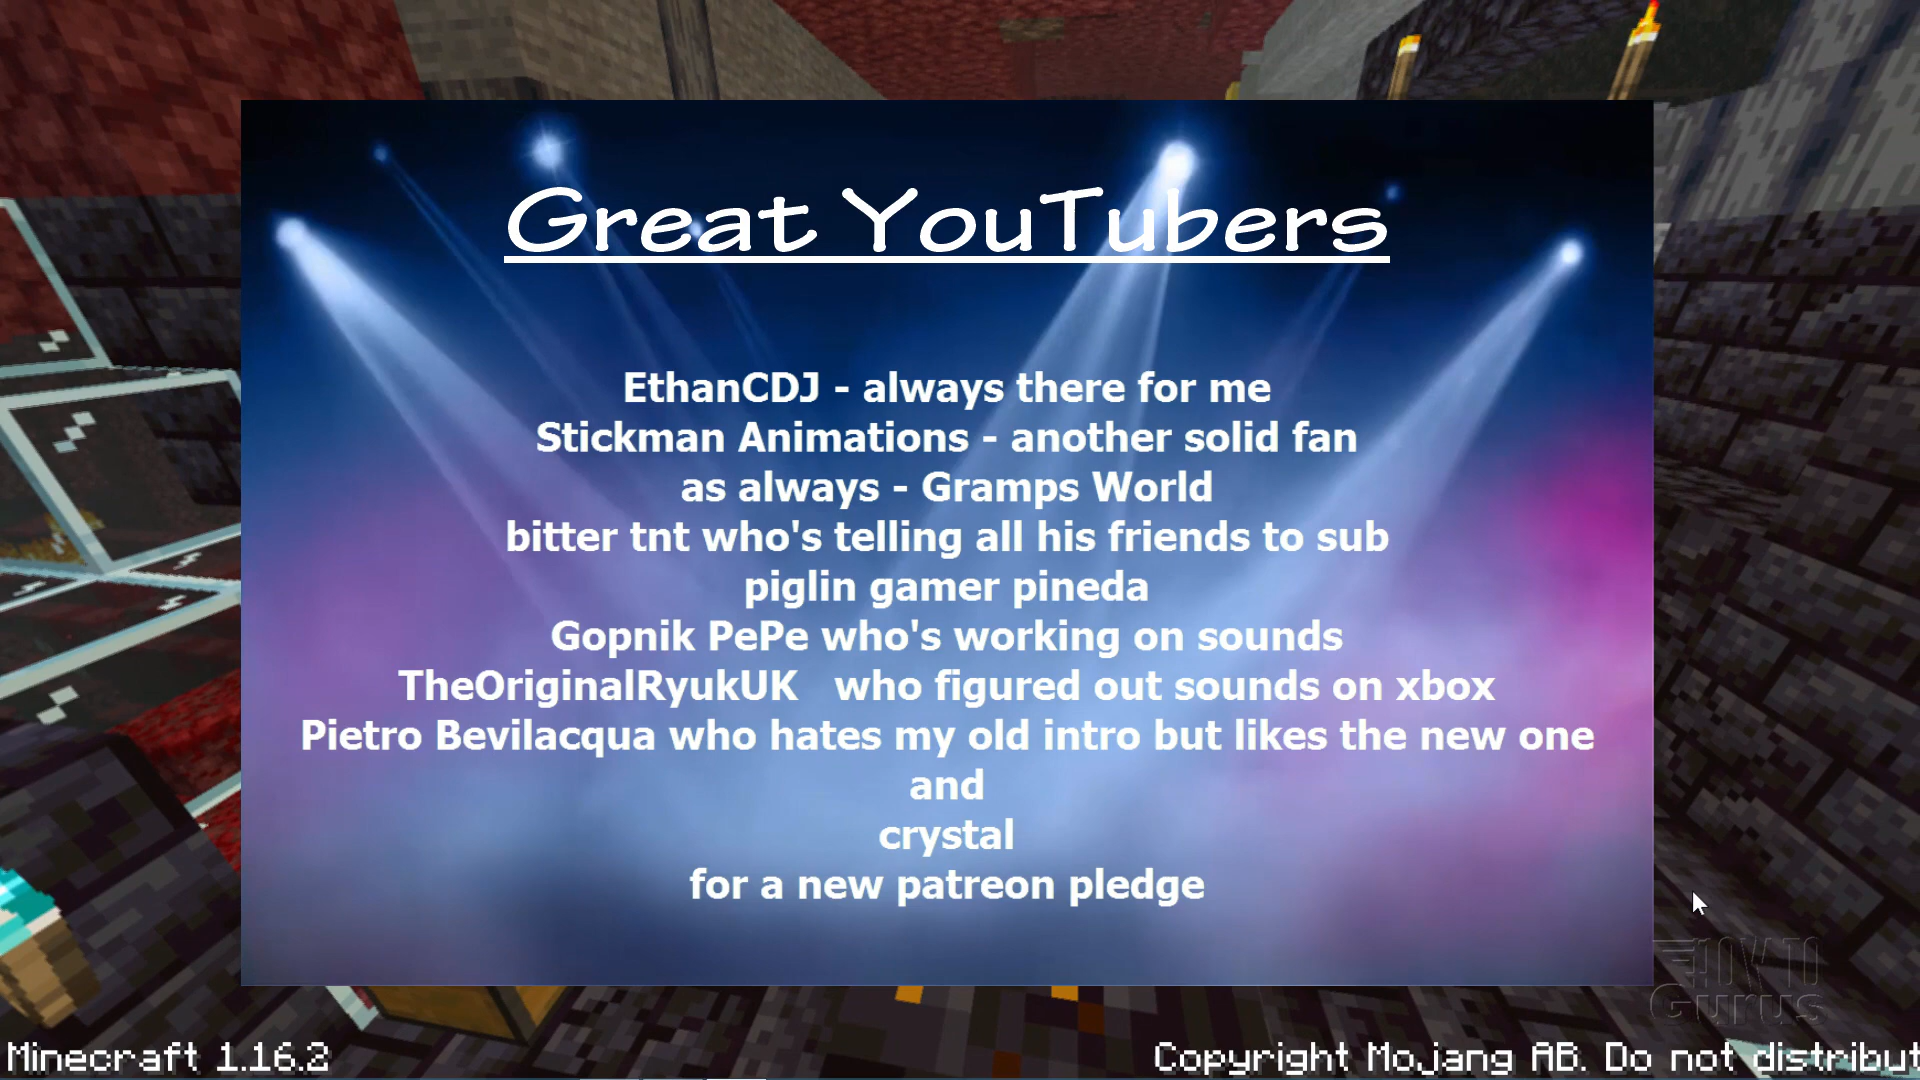 Great YouTubers
EthanCDJ - always there for me
Stickman Animations - another solid fan
as always - Gramps World
bitter tnt who's telling all his friends to sub
piglin gamer pineda
Gopnik PePe who's working on sounds
TheOriginalRyukUK   who figured out sounds on xbox
Pietro Bevilacqua who hates my old intro but likes the new one
and
crystal
for a new patreon pledge
HOWTO
Gurus
Minecraft 1.16.2
Copyright Mojang AB. Do not distribut